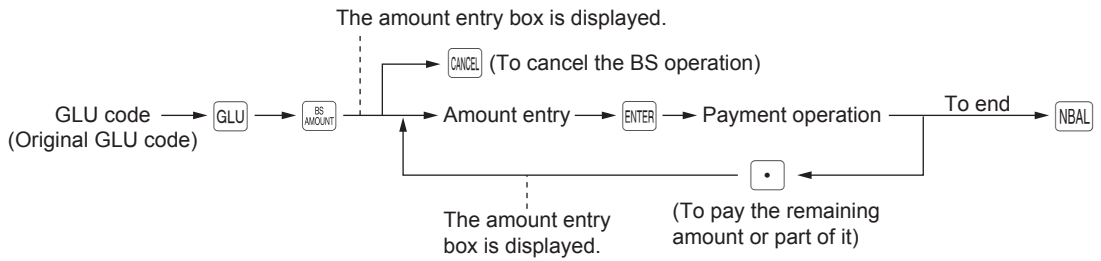 The amount entry box is displayed.
CANCEL (To cancel the BS operation)
GLU code
(Original GLU code)
GLU
BS
AMOUNT
Amount entry
ENTER
Payment operation
To end
NBAL
•
The amount entry
box is displayed.
(To pay the remaining
amount or part of it)